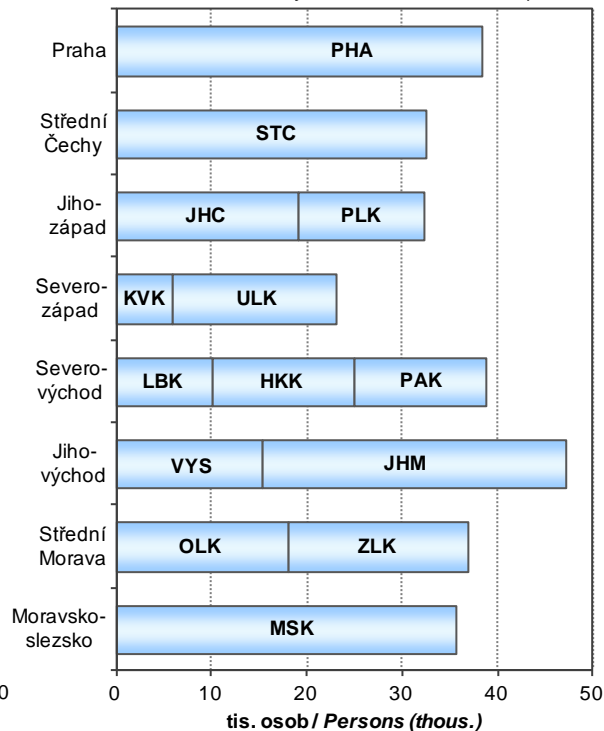 Praha
PHA
Střední
Čechy
STC
Jiho-
západ
JHC
PLK
Severo-
západ
KVK
ULK
Severo-
východ
LBK
HKK
PAK
Jiho-
východ
VYS
JHM
Střední
Morava
OLK
ZLK
Moravsko-
slezsko
MSK
0
0 10 20 30 40 50
tis. osob / Persons (thous.)